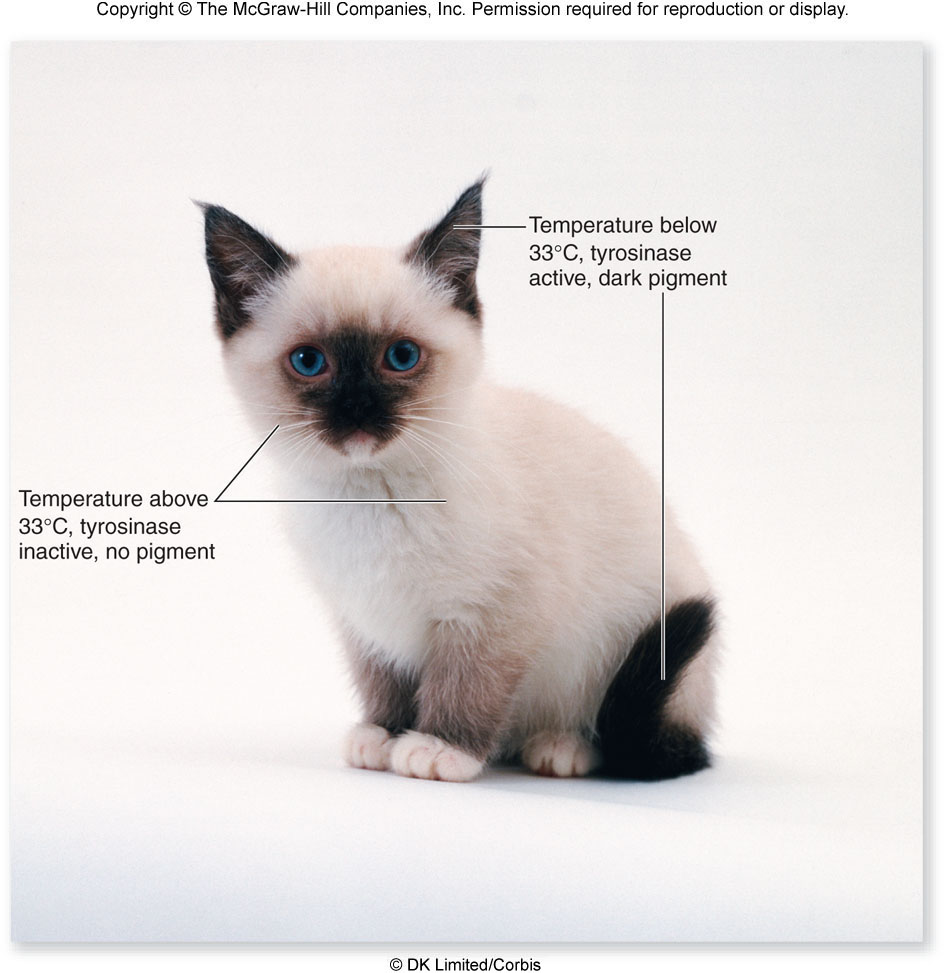 Copyright © The McGraw-Hill Companies, Inc. Permission required for reproduction or display.
Temperature below
33°C, tyrosinase
active, dark pigment
Temperature above
33°C, tyrosinase
inactive, no pigment
© DK Limited/Corbis